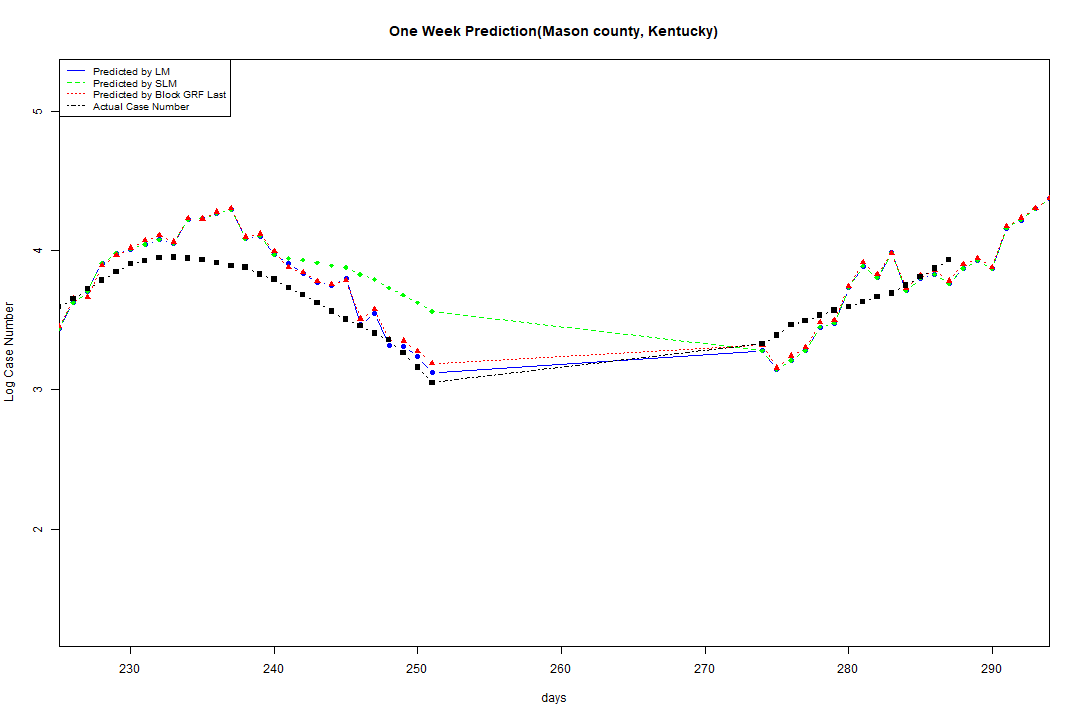 One Week Prediction(Mason county, Kentucky)
Predicted by LM
Predicted by SLM
Predicted by Block GRF Last
Actual Case Number
5
4
3
2
Log Case Number
230 240 250 260 270 280 290
days